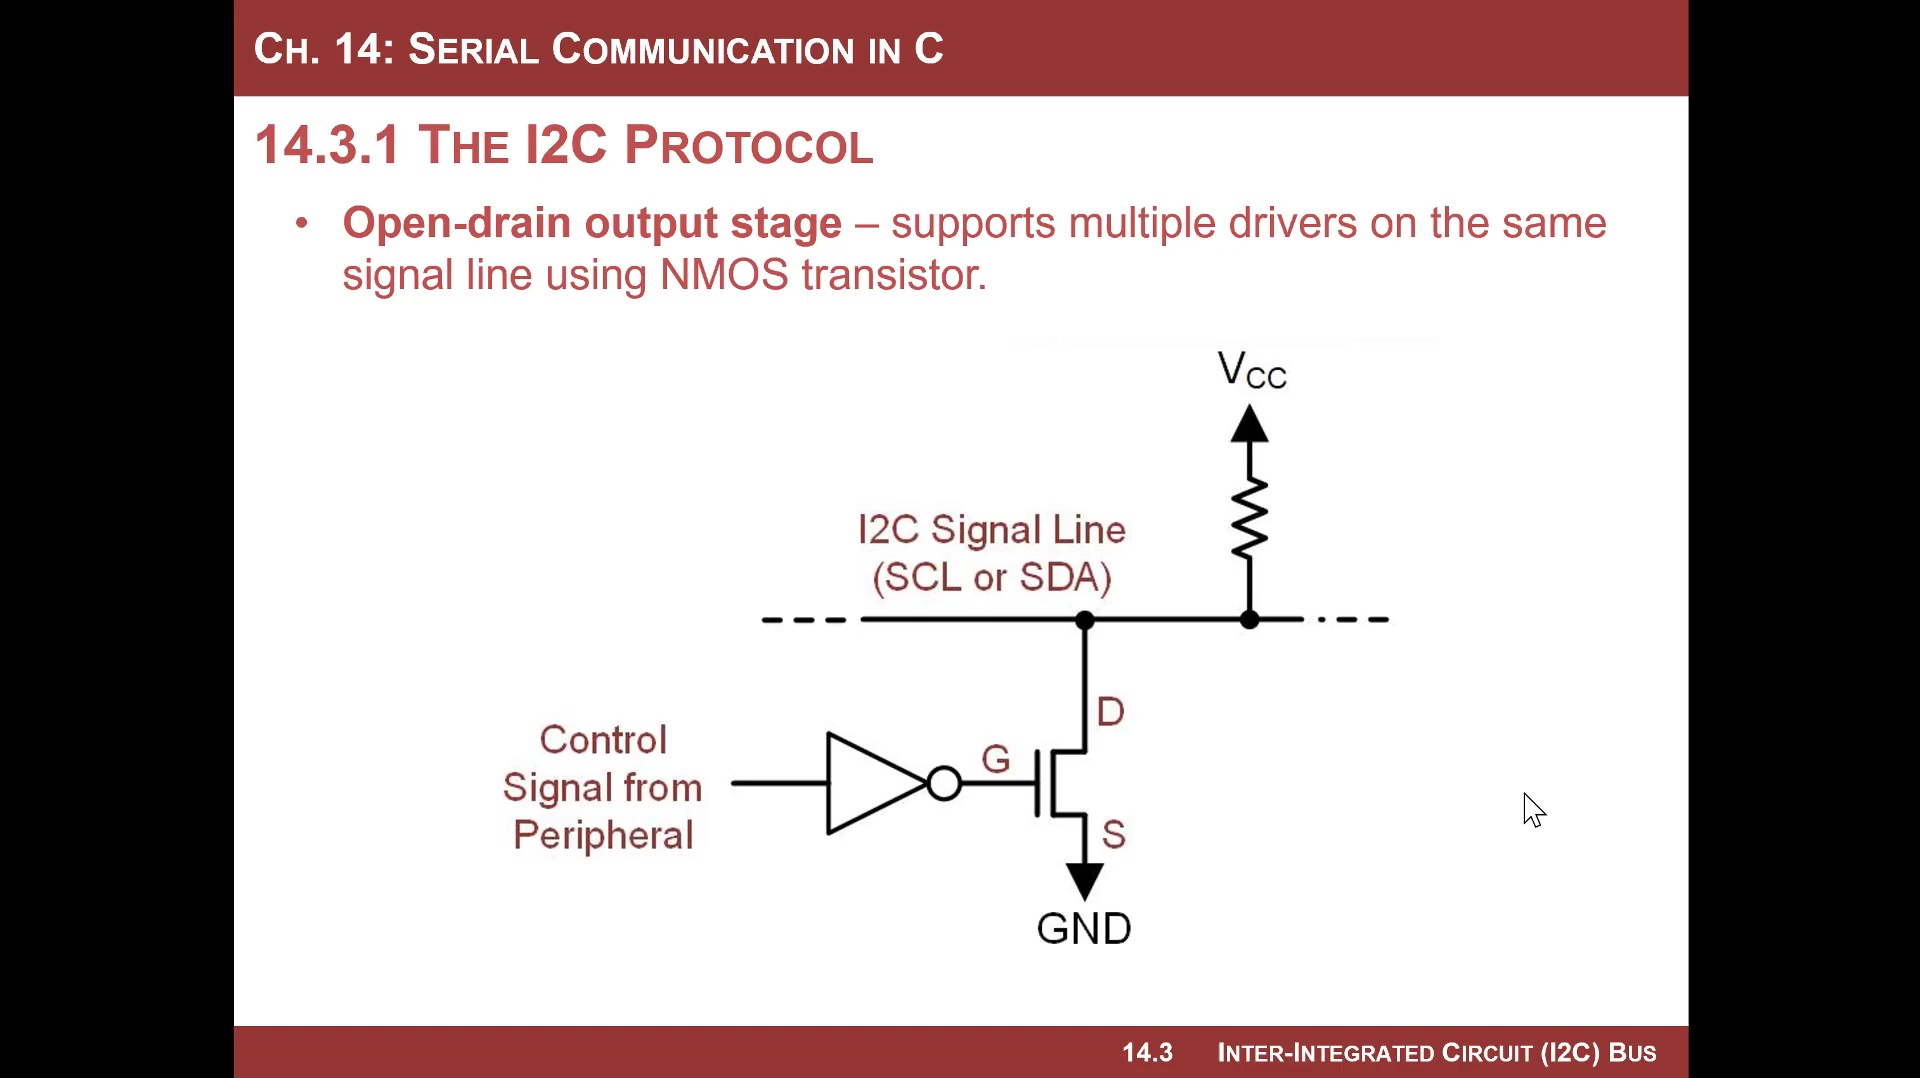 CH. 14: SERIAL COMMUNICATION IN C
14.3.1 THE I2C PROTOCOL
• Open-drain output stage – supports multiple drivers on the same
signal line using NMOS transistor.
VCC
I2C Signal Line
(SCL or SDA)
D
G
Control
Signal from
Peripheral
S
GND
14.3 INTER-INTEGRATED CIRCUIT (I2C) BUS